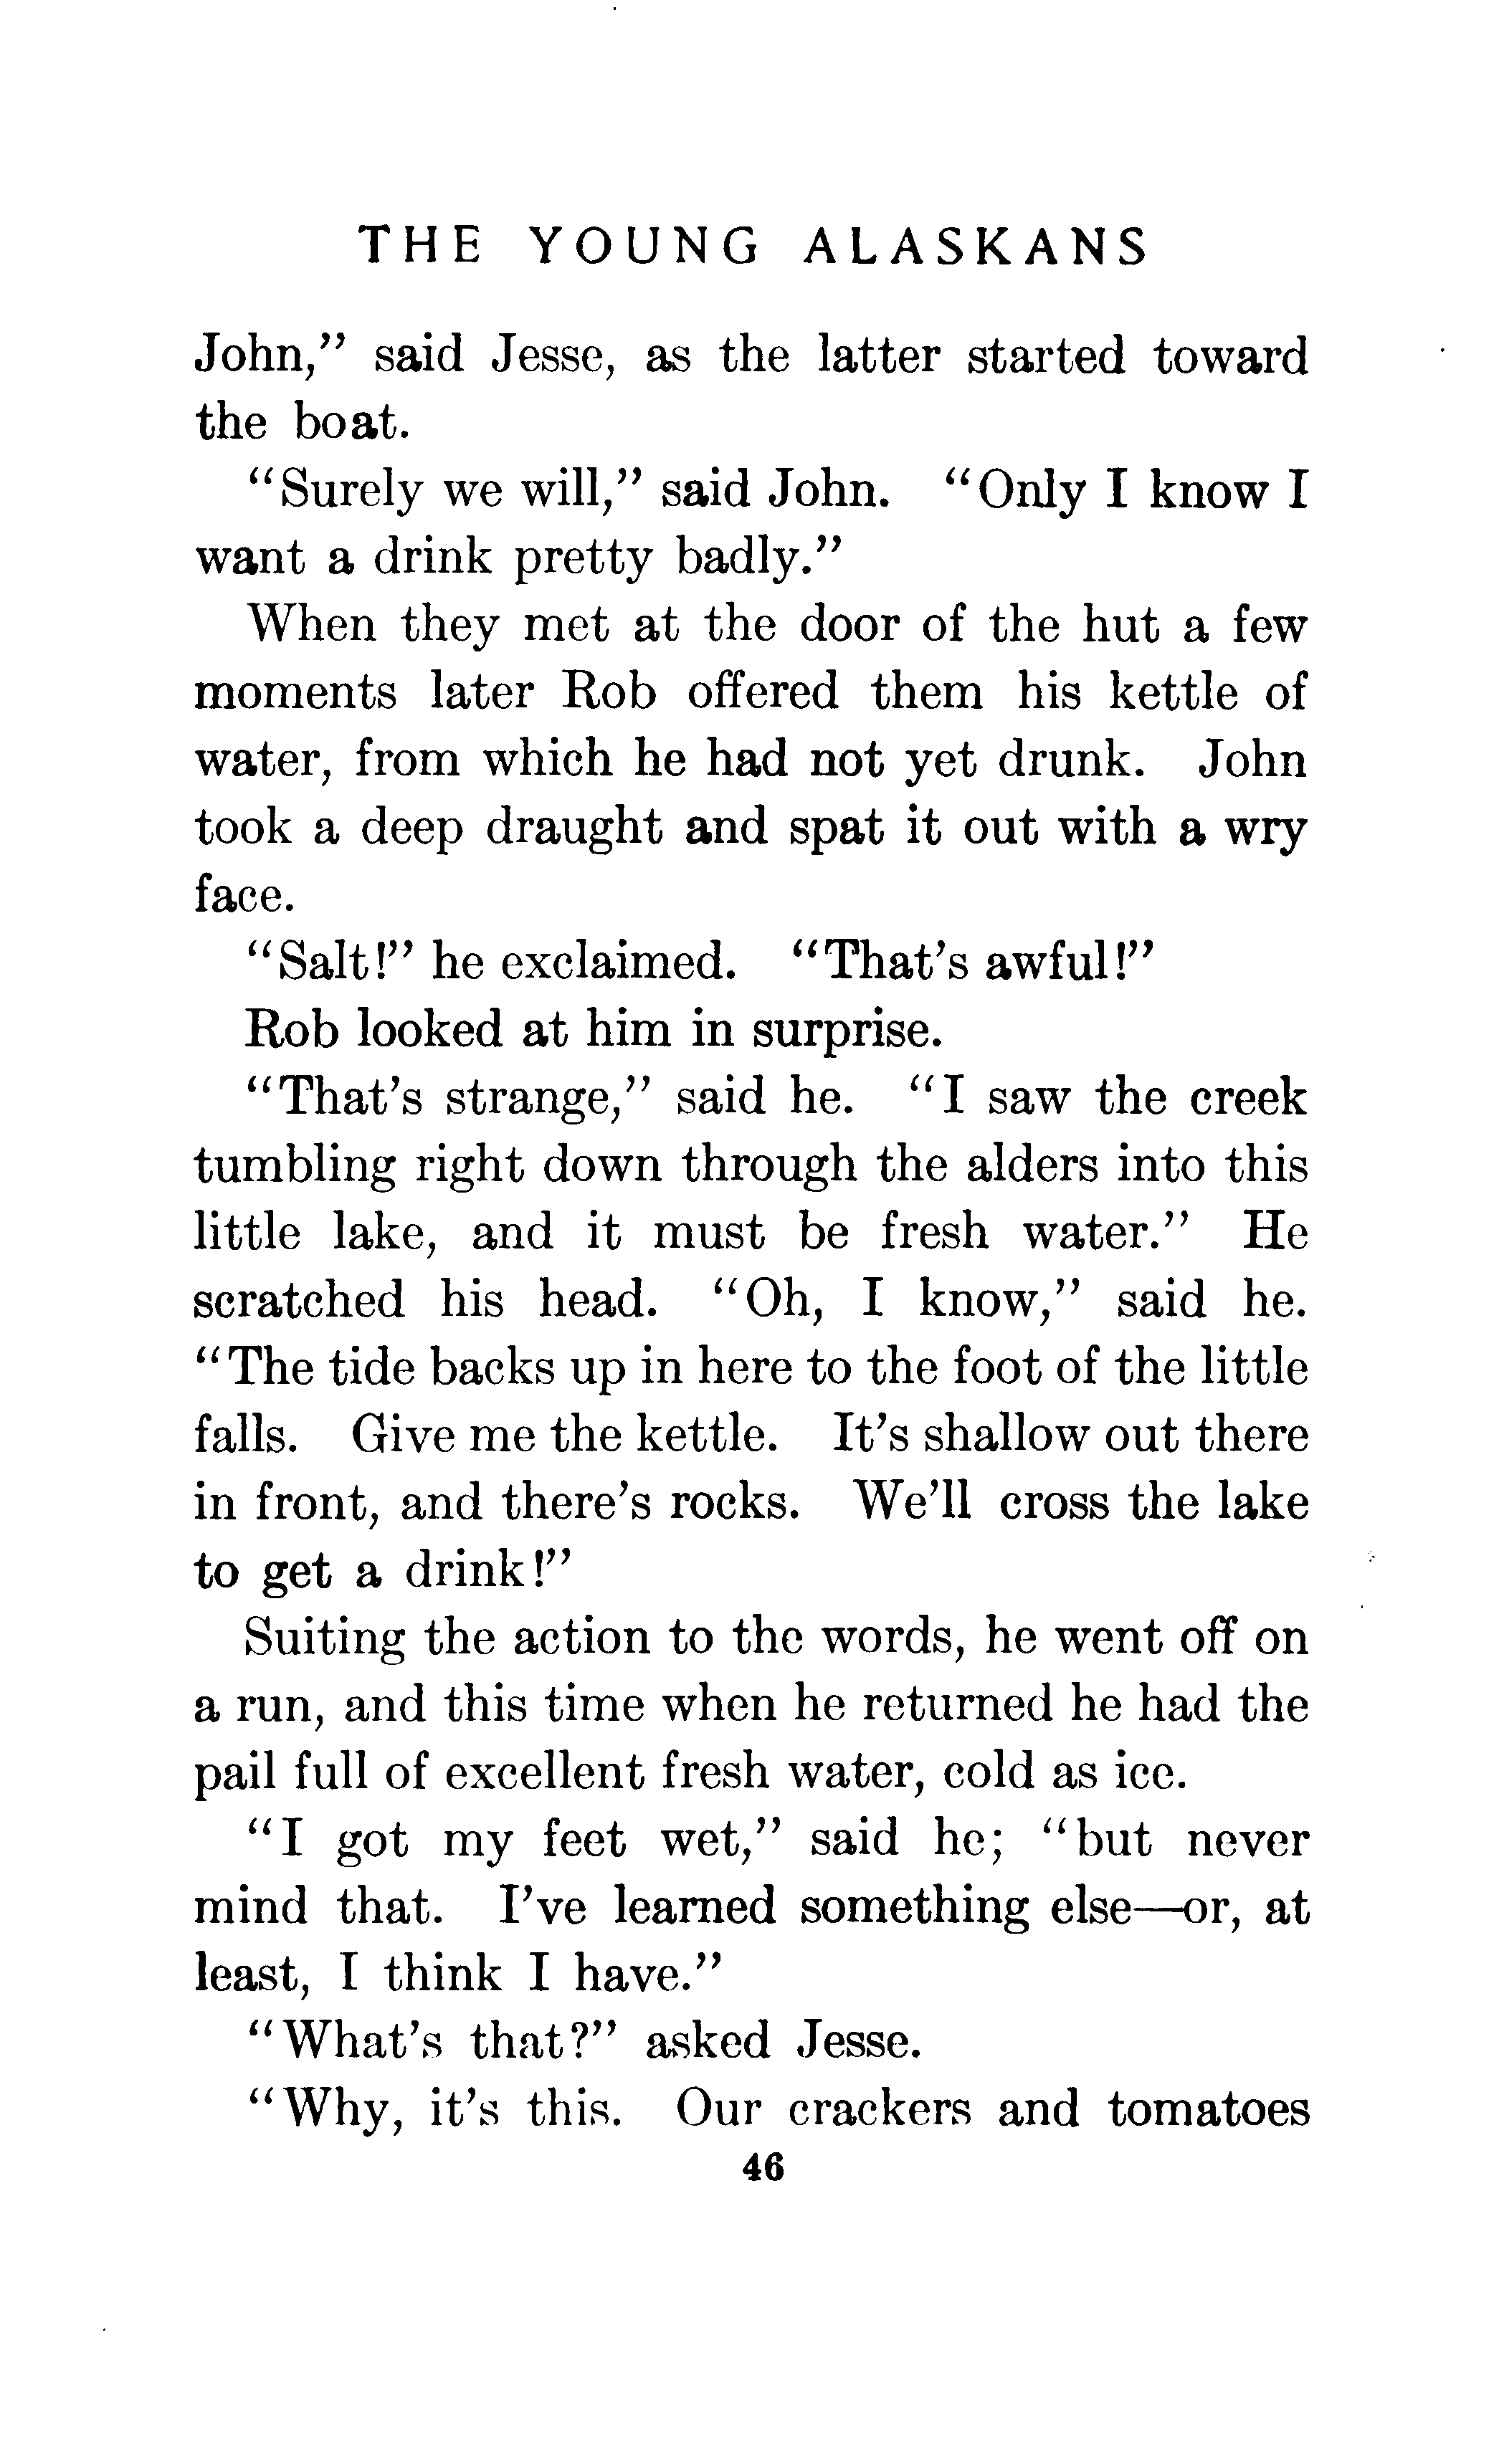 THE YOUNG ALASKANS
John," said Jesse, as the latter started toward
the boat.
"Surely we will," said John. "Only I know I
want a drink pretty badly."
When they met at the door of the hut a few
moments later Rob offered them his kettle of
water, from which he had not yet drunk. John
took a deep draught and spat it out with a wry
face.
"Salt!" he exclaimed. "That's awful!"
Rob looked at him in surprise.
"That's strange," said he. "I saw the creek
tumbling right down through the alders into this
little lake, and it must be fresh water." He
scratched his head. "Oh, I know," said he.
"The tide backs up in here to the foot of the little
falls. Give me the kettle. It's shallow out there
in front, and there's rocks. We'll cross the lake
to get a drink!"
Suiting the action to the words, he went off on
a run, and this time when he returned he had the
pail full of excellent fresh water, cold as ice.
"I got my feet wet," said he; "but never
mind that. I've learned something else—or, at
least, I think I have."
"What's that?" asked Jesse.
"Why, it's this. Our crackers and tomatoes
46